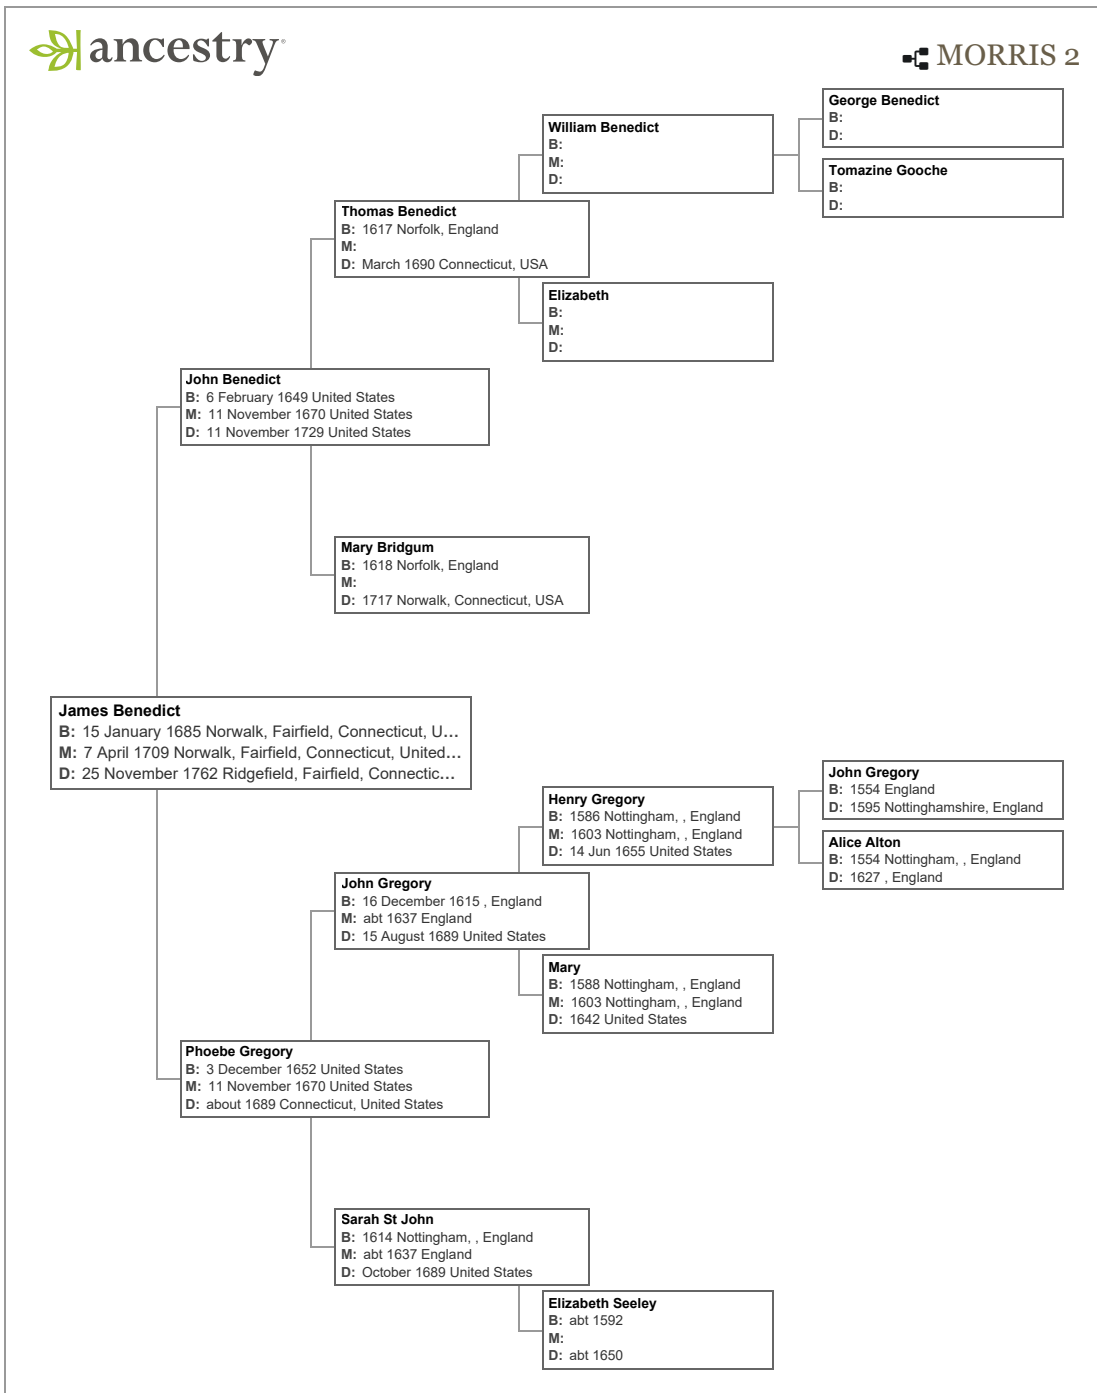 ancestry®
MORRIS 2
George Benedict
B:
D:
William Benedict
B:
M:
D:
Tomazine Gooche
B:
D:
Thomas Benedict
B: 1617 Norfolk, England
M:
D: March 1690 Connecticut, USA
Elizabeth
B:
M:
D:
John Benedict
B: 6 February 1649 United States
M: 11 November 1670 United States
D: 11 November 1729 United States
Mary Bridgum
B: 1618 Norfolk, England
M:
D: 1717 Norwalk, Connecticut, USA
James Benedict
B: 15 January 1685 Norwalk, Fairfield, Connecticut, U...
M: 7 April 1709 Norwalk, Fairfield, Connecticut, United...
D: 25 November 1762 Ridgefield, Fairfield, Connectic...
John Gregory
B: 1554 England
D: 1595 Nottinghamshire, England
Henry Gregory
B: 1586 Nottingham, , England
M: 1603 Nottingham, , England
D: 14 Jun 1655 United States
Alice Alton
B: 1554 Nottingham, , England
D: 1627 , England
John Gregory
B: 16 December 1615 , England
M: abt 1637 England
D: 15 August 1689 United States
Mary
B: 1588 Nottingham, , England
M: 1603 Nottingham, , England
D: 1642 United States
Phoebe Gregory
B: 3 December 1652 United States
M: 11 November 1670 United States
D: about 1689 Connecticut, United States
Sarah St John
B: 1614 Nottingham, , England
M: abt 1637 England
D: October 1689 United States
Elizabeth Seeley
B: abt 1592
M:
D: abt 1650